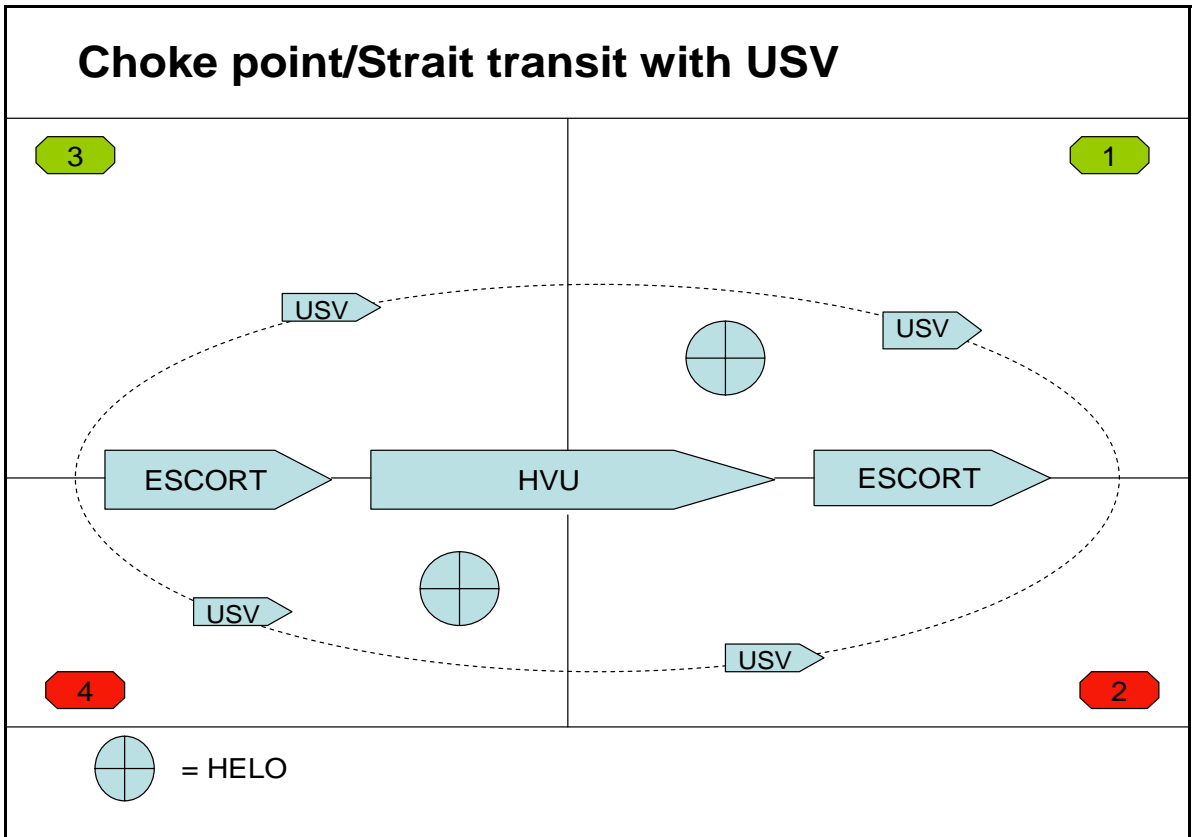 Choke point/Strait transit with USV
3
1
USV
USV
ESCORT
HVU
ESCORT
USV
USV
4
2
= HELO